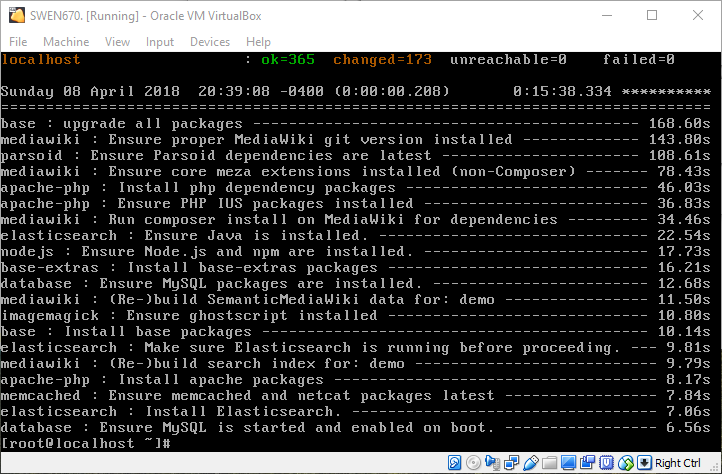 SWEN670. [Running] - Oracle VM VirtualBox
File Machine View Input Devices Help
localhost : ok=365 changed=173 unreachable=0 failed=0
Sunday 08 April 2018 20:39:08 -0400 (0:00:00.208) 0:15:38.334 **********
===============================================================================
base : upgrade all packages --------------------------------------- 168.60s
mediawiki : Ensure proper MediaWiki git version installed ------------- 143.80s
parsoid : Ensure Parsoid dependencies are latest ---------------------- 108.61s
mediawiki : Ensure core meza extensions installed (non-Composer) ------- 78.43s
apache-php : Install php dependency packages --------------------------- 46.03s
apache-php : Ensure PHP IUS packages installed ------------------------- 36.83s
mediawiki : Run composer install on MediaWiki for dependencies --------- 34.46s
elasticsearch : Ensure Java is installed. ------------------------------ 22.54s
nodejs : Ensure Node.js and npm are installed. ------------------------- 17.73s
base-extras : Install base-extras packages ----------------------------- 16.21s
database : Ensure MySQL packages are installed. ------------------------ 12.68s
mediawiki : (Re-)build SemanticMediaWiki data for: demo ---------------- 11.50s
imagemagick : Ensure ghostscript installed ----------------------------- 10.80s
base : Install base packages ------------------------------------------- 10.14s
elasticsearch : Make sure Elasticsearch is running before proceeding. --- 9.81s
mediawiki : (Re-)build search index for: demo --------------------------- 9.79s
apache-php : Install apache packages ------------------------------------ 8.17s
memcached : Ensure memcached and netcat packages latest ----------------- 7.84s
elasticsearch : Install Elasticsearch. ---------------------------------- 7.06s
database : Ensure MySQL is started and enabled on boot. ----------------- 6.56s
[root@localhost ~]#
Right Ctrl